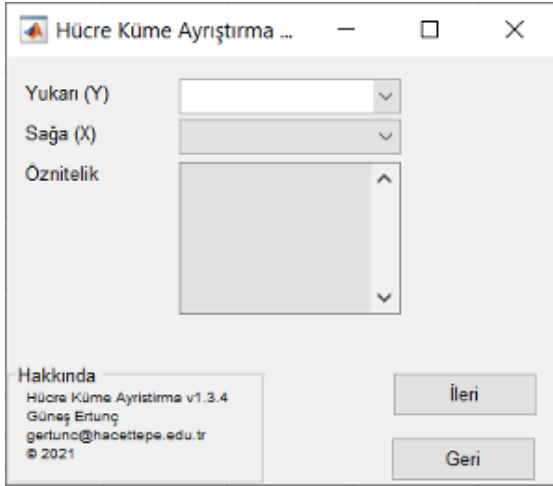 Hücre Küme Ayrıştırma ...
Yukarı (Y)
Sağa (X)
Öznitelik
Hakkında
Hücre Küme Ayristirma v1.3.4
Güneş Ertunç
gertunc@hacettepe.edu.tr
© 2021
İleri
Geri